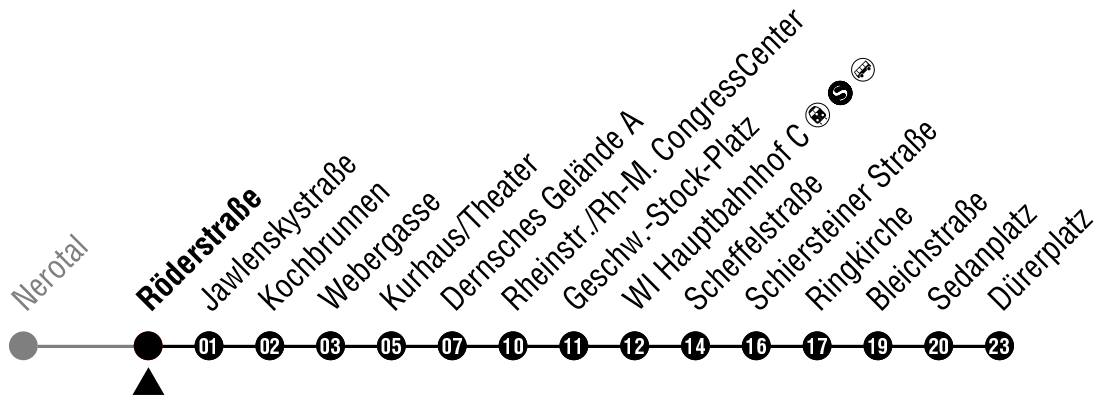 Nerotal
Röderstraße
Jawlenskystraße
Kochbrunnen
Webergasse
Kurhaus/Theater
Dernsches Gelände A
Rheinstr./Rh-M. CongressCenter
Geschw.-Stock-Platz
WI Hauptbahnhof C S
Scheffelstraße
Schiersteiner Straße
Ringkirche
Bleichstraße
Sedanplatz
Dürerplatz
01 02 03 05 07 10 11 12 14 16 17 19 20 23